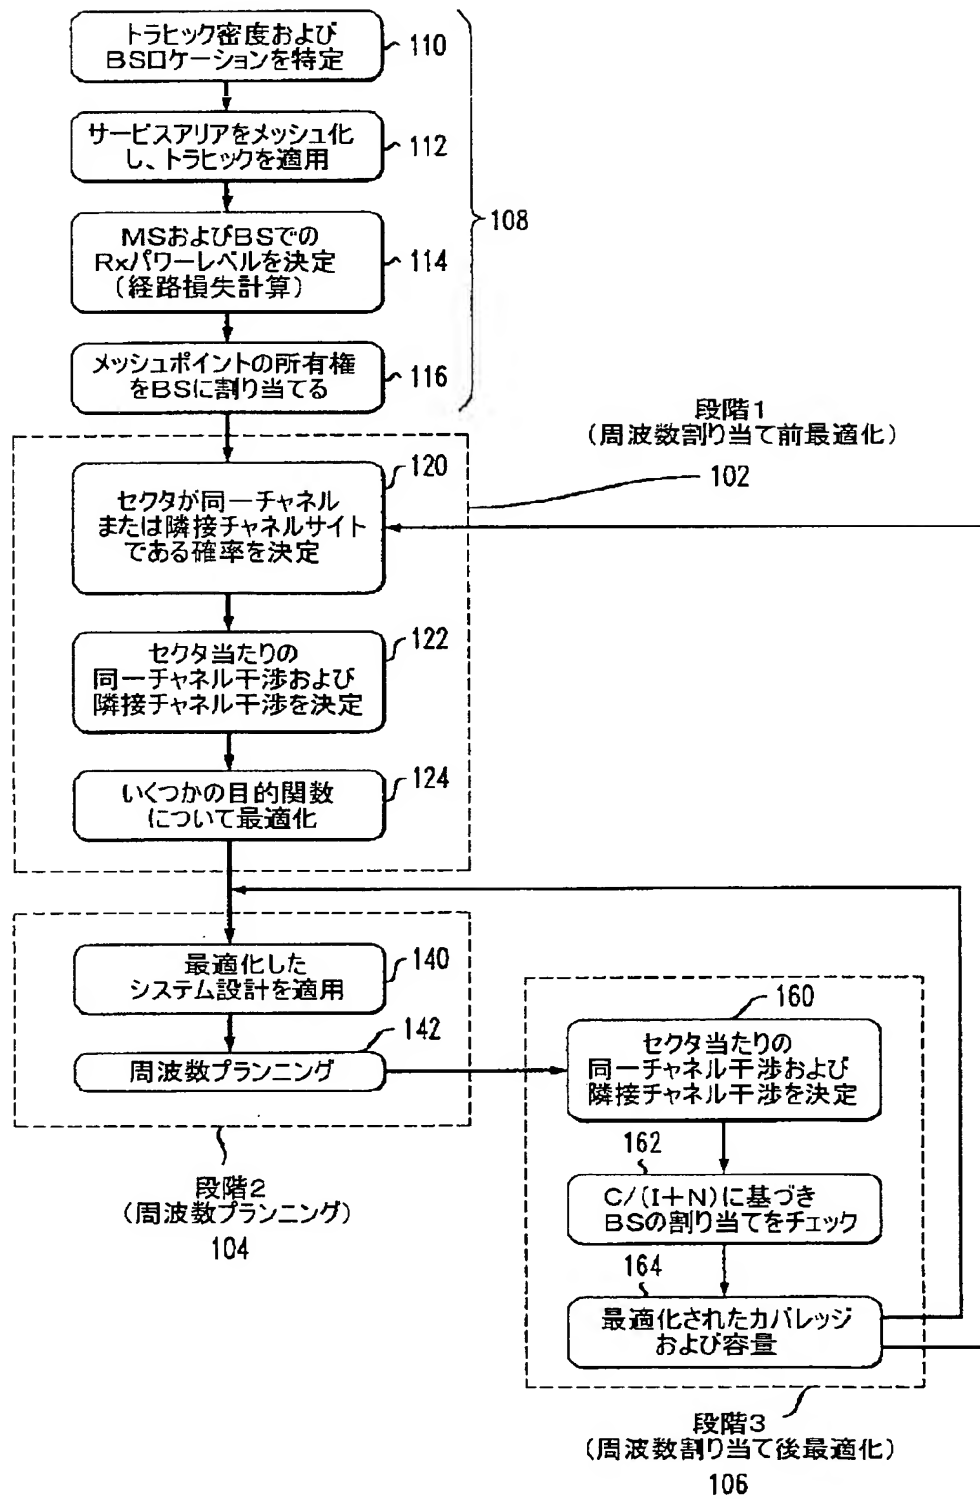 トラヒック密度および
BSロケーションを特定
110
サービスアリアをメッシュ化
し、トラヒックを適用
112
MSおよびBSでの
Rxパワーレベルを決定
(経路損失計算)
114
108
メッシュポイントの所有権
をBSに割り当てる
116
段階1
(周波数割り当て前最適化)
102
120
セクタが同一チャネル
または隣接チャネルサイト
である確率を決定
122
セクタ当たりの
同一チャネル干渉および
隣接チャネル干渉を決定
124
いくつかの目的関数
について最適化
最適化した
システム設計を適用
140
142
周波数プランニング
段階2
(周波数プランニング)
104
160
セクタ当たりの
同一チャネル干渉および
隣接チャネル干渉を決定
162
C/(I+N)に基づき
BSの割り当てをチェック
164
最適化されたカバレッジ
および容量
段階3
(周波数割り当て後最適化)
106